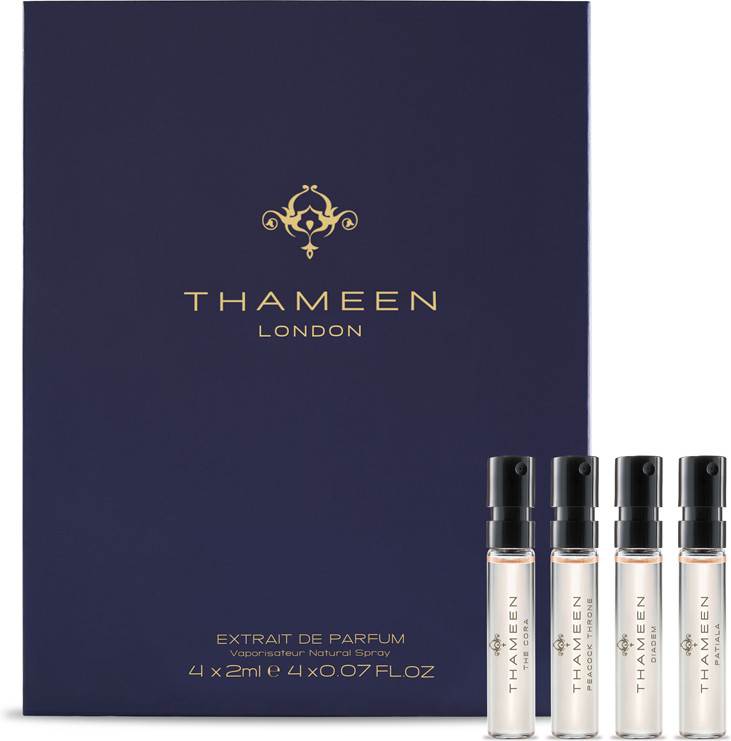 THAMEEN
LONDON
EXTRAIT DE PARFUM
Vaporisateur Natural Spray
4 x 2ml e 4 x 0.07 FL.OZ
THAMEEN
THE CORA
THAMEEN
PEACOCK THRONE
THAMEEN
DIADEM
THAMEEN
PATIALA